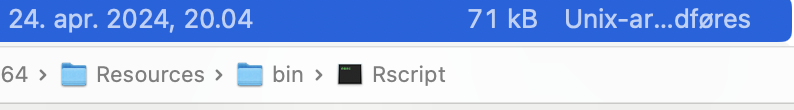 24. apr. 2024, 20.04 71 kB Unix-ar...dføres
64 › Resources › bin › Rscript